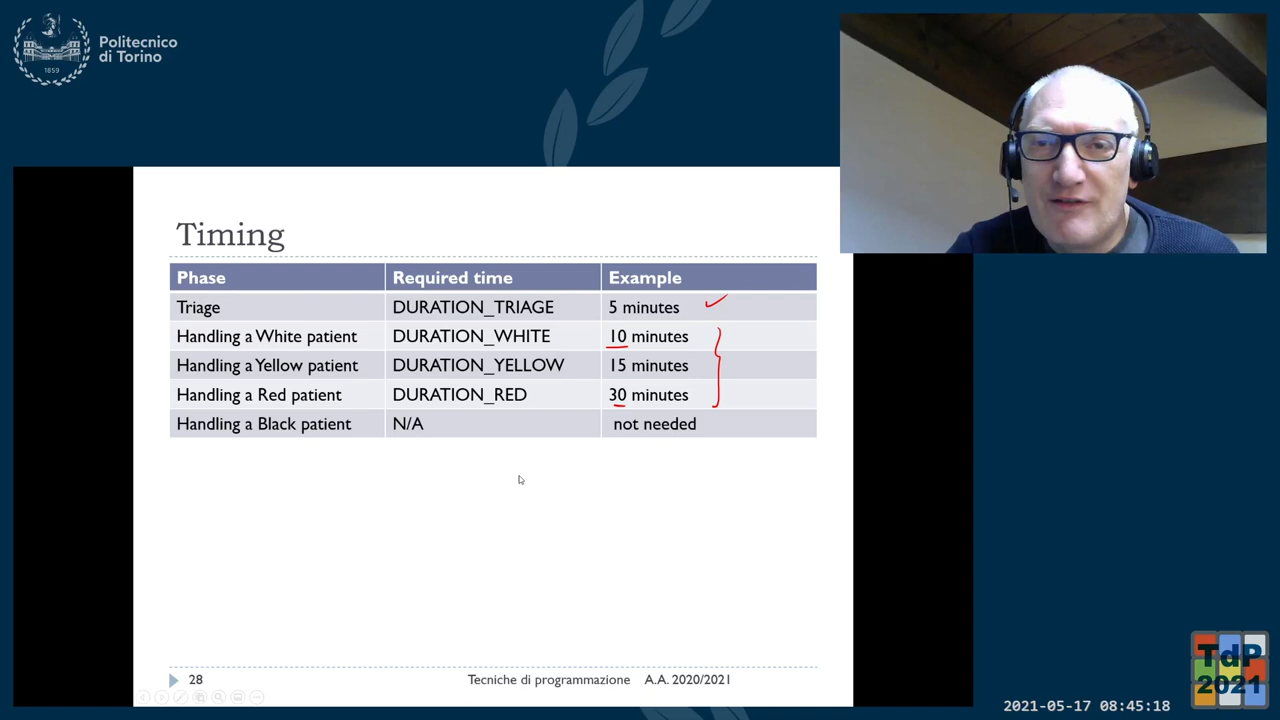 Politecnico
di Torino
1859
Timing
Phase Required time Example
Triage DURATION_TRIAGE 5 minutes
Handling a White patient DURATION_WHITE 10 minutes
Handling a Yellow patient DURATION_YELLOW 15 minutes
Handling a Red patient DURATION_RED 30 minutes
Handling a Black patient N/A not needed
28 Tecniche di programmazione A.A. 2020/2021
TdP
2021
2021-05-17 08:45:18